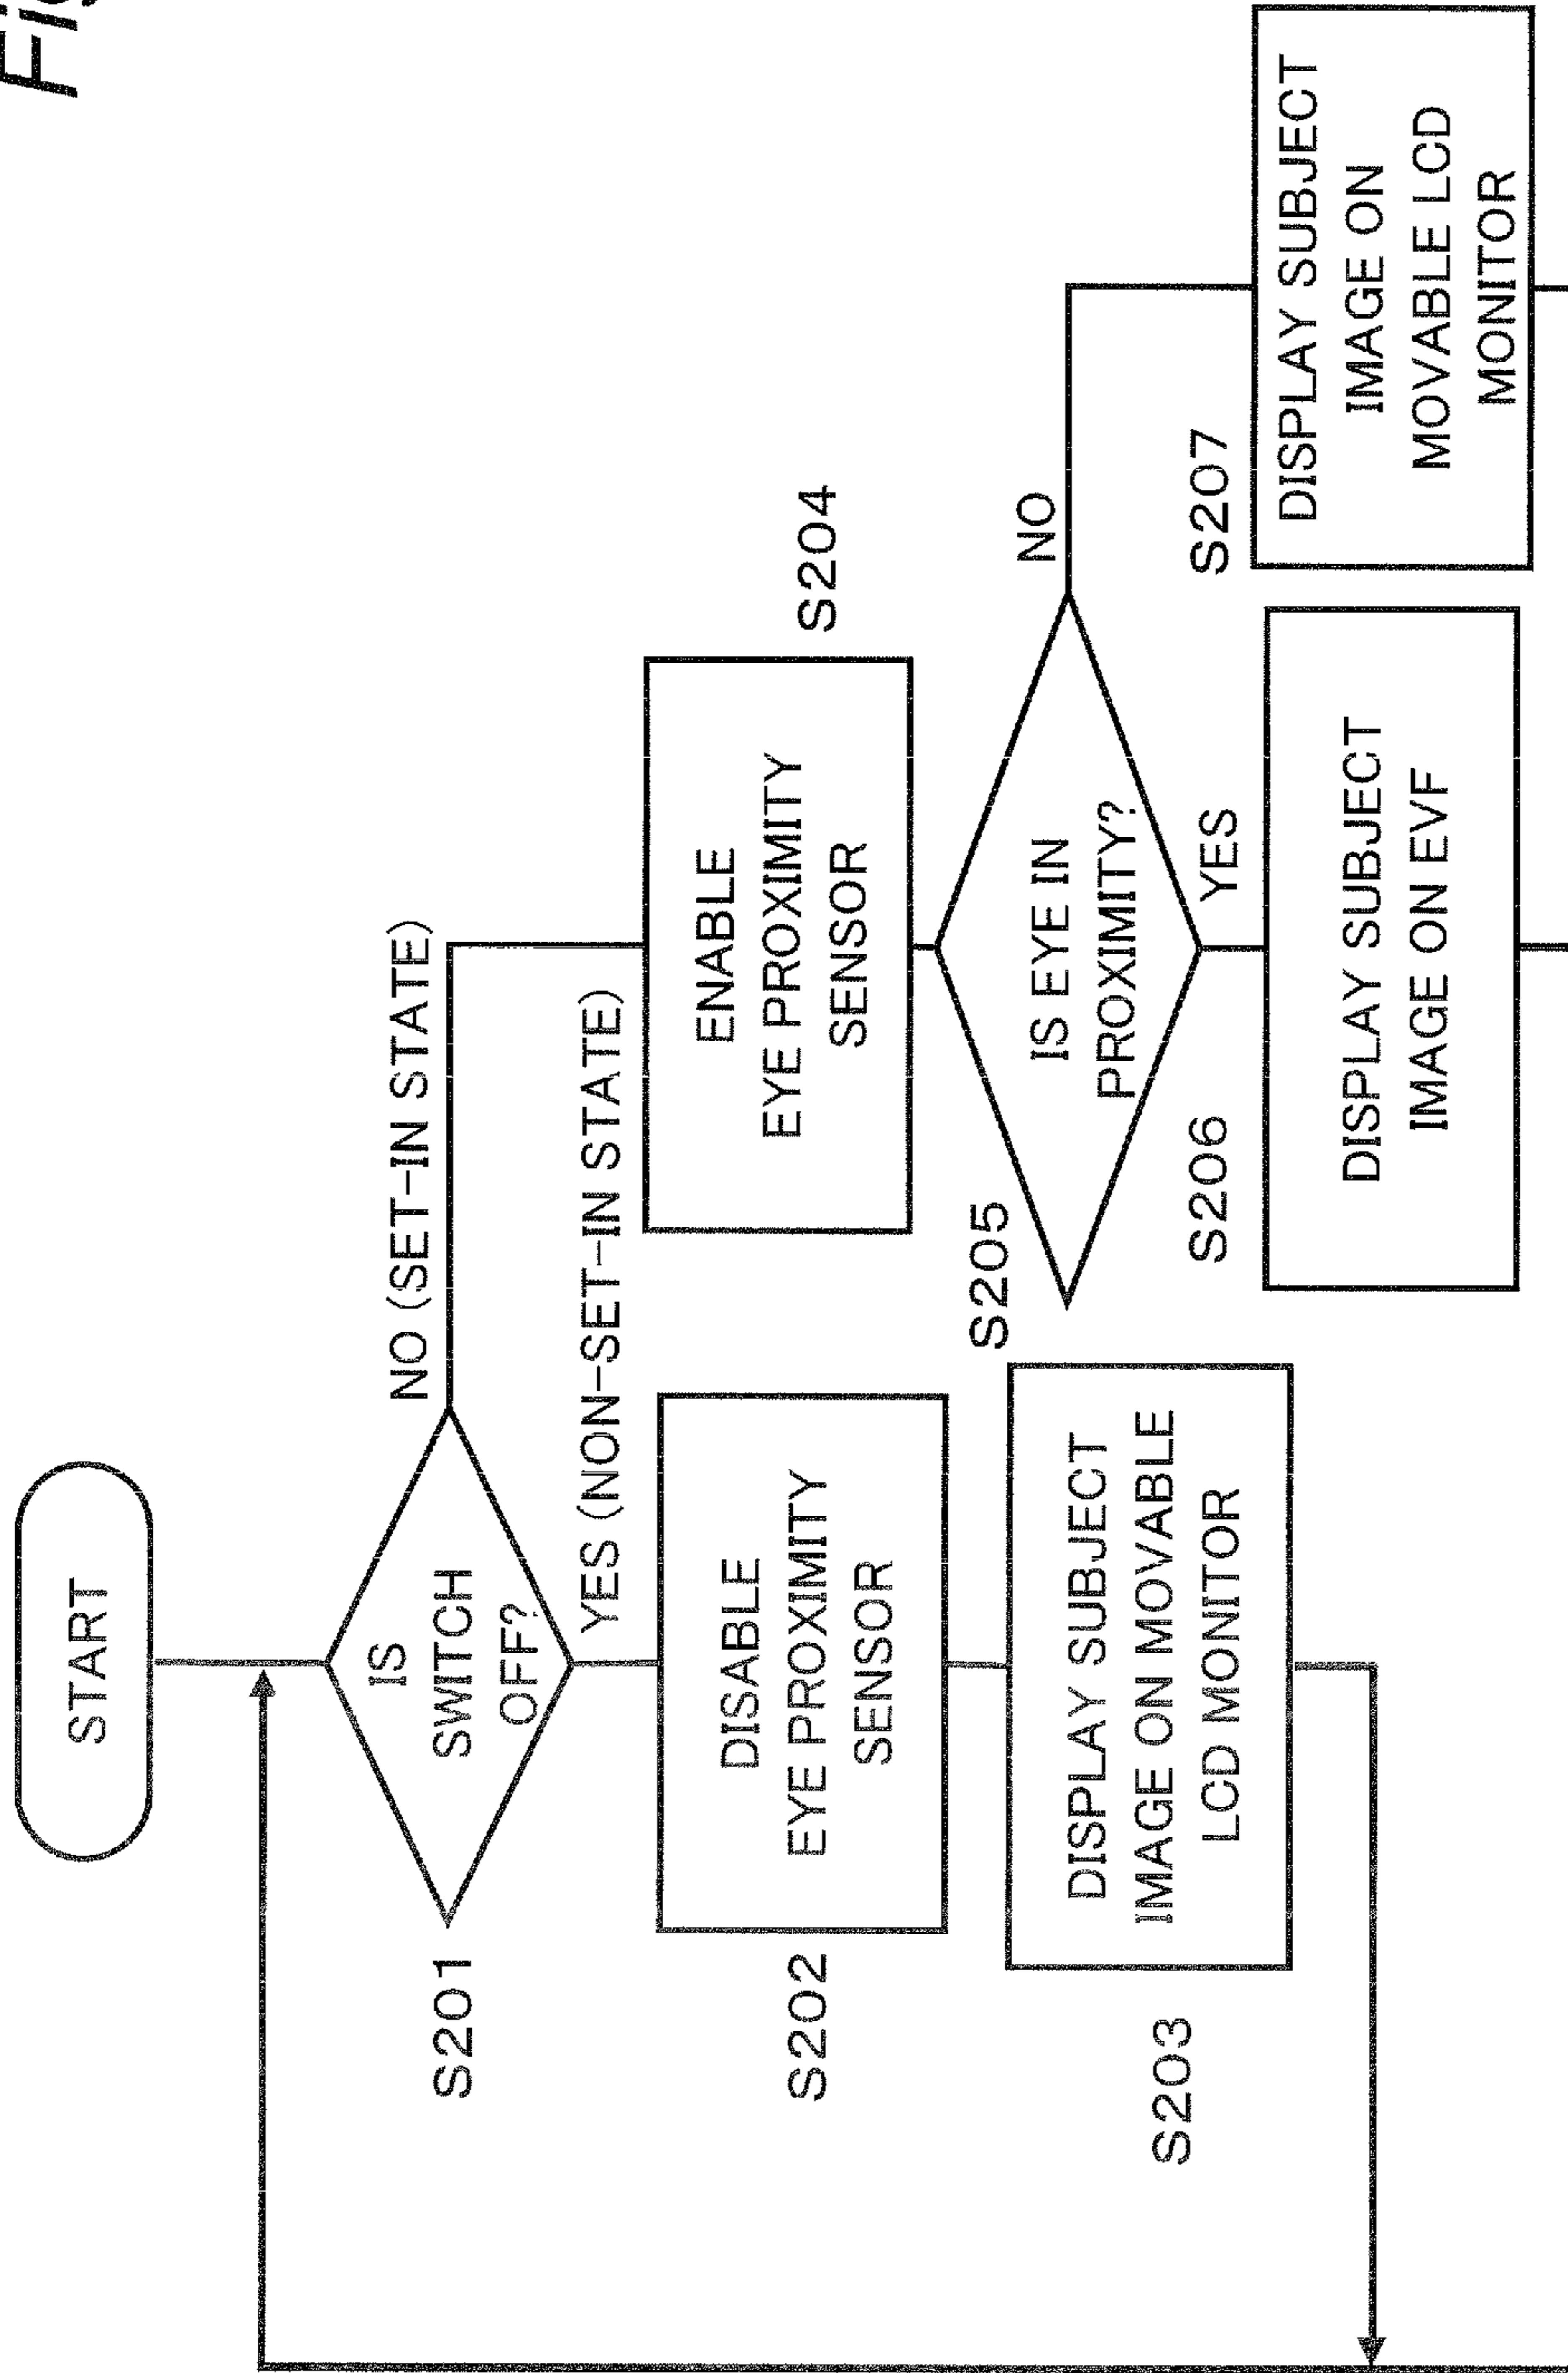 Fig
START
IS
SWITCH
OFF?
S201
NO (SET-IN STATE)
YES (NON-SET-IN STATE)
DISABLE
EYE PROXIMITY
SENSOR
S202
DISPLAY SUBJECT
IMAGE ON MOVABLE
LCD MONITOR
S203
ENABLE
EYE PROXIMITY
SENSOR
S204
IS EYE IN
PROXIMITY?
S205
NO
YES
S206
DISPLAY SUBJECT
IMAGE ON EVF
S207
DISPLAY SUBJECT
IMAGE ON
MOVABLE LCD
MONITOR